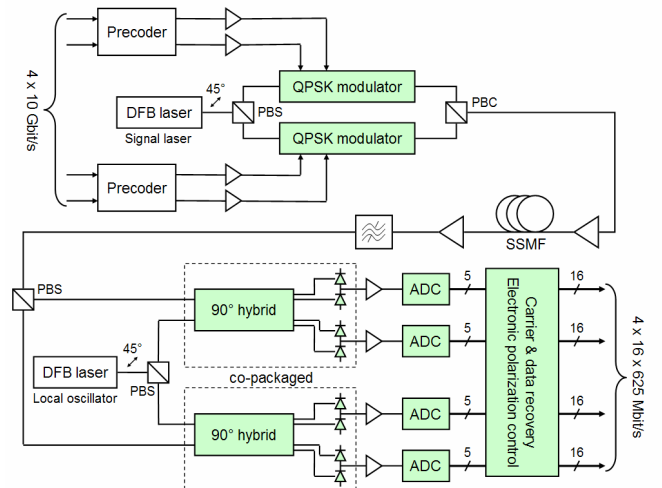 Precoder
4 x 10 Gbit/s
QPSK modulator
45°
DFB laser
PBS
PBC
Signal laser
QPSK modulator
Precoder
SSMF
PBS
90° hybrid
ADC
5
16
ADC
5
16
45°
DFB laser
Local oscillator
PBS
co-packaged
Carrier & data recovery
Electronic polarization control
4 x 16 x 625 Mbit/s
90° hybrid
ADC
5
16
ADC
5
16